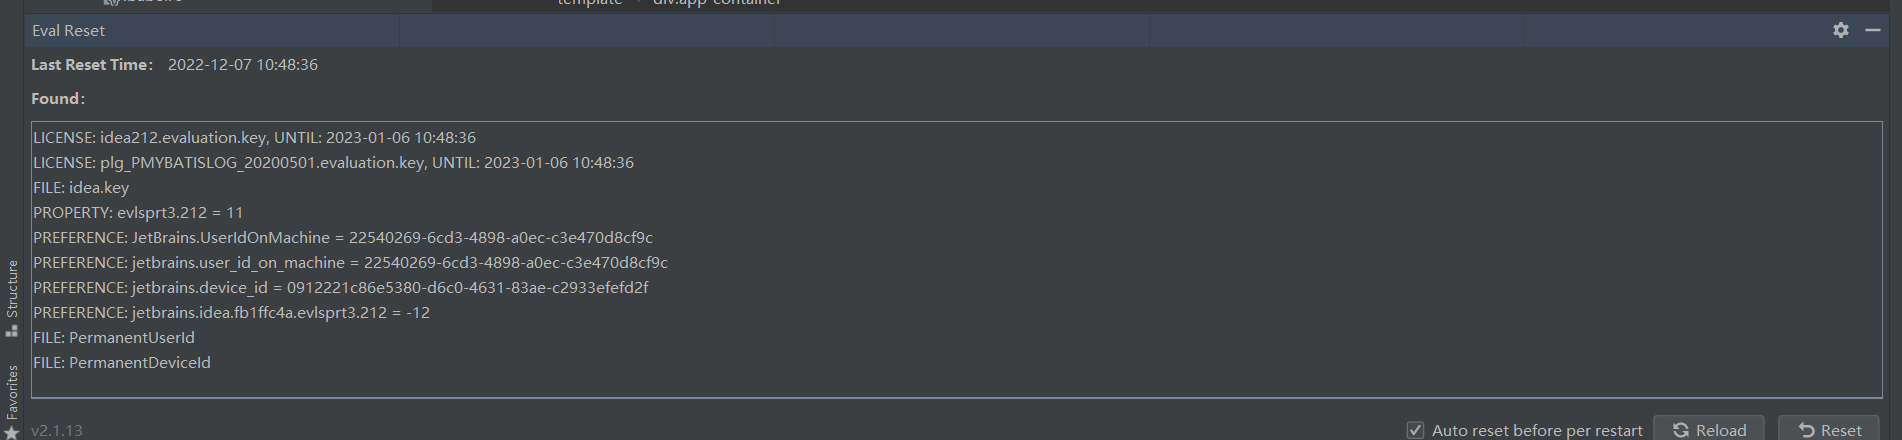 template div.app-container
Eval Reset
Last Reset Time： 2022-12-07 10:48:36
Found：
LICENSE: idea212.evaluation.key, UNTIL: 2023-01-06 10:48:36
LICENSE: plg_PMYBATISLOG_20200501.evaluation.key, UNTIL: 2023-01-06 10:48:36
FILE: idea.key
PROPERTY: evlsprt3.212 = 11
PREFERENCE: JetBrains.UserIdOnMachine = 22540269-6cd3-4898-a0ec-c3e470d8cf9c
PREFERENCE: jetbrains.user_id_on_machine = 22540269-6cd3-4898-a0ec-c3e470d8cf9c
PREFERENCE: jetbrains.device_id = 0912221c86e5380-d6c0-4631-83ae-c2933efefd2f
PREFERENCE: jetbrains.idea.fb1ffc4a.evlsprt3.212 = -12
FILE: PermanentUserId
FILE: PermanentDeviceId
Structure
Favorites
v2.1.13
Auto reset before per restart
Reload
Reset